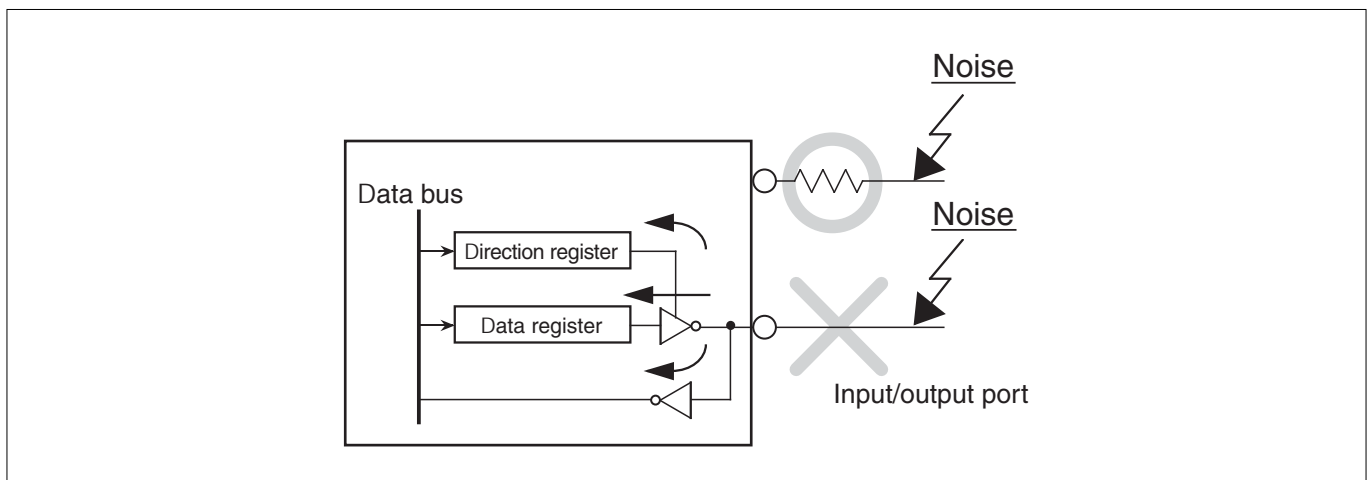 Noise
Data bus
Noise
Direction register
Data register
Input/output port